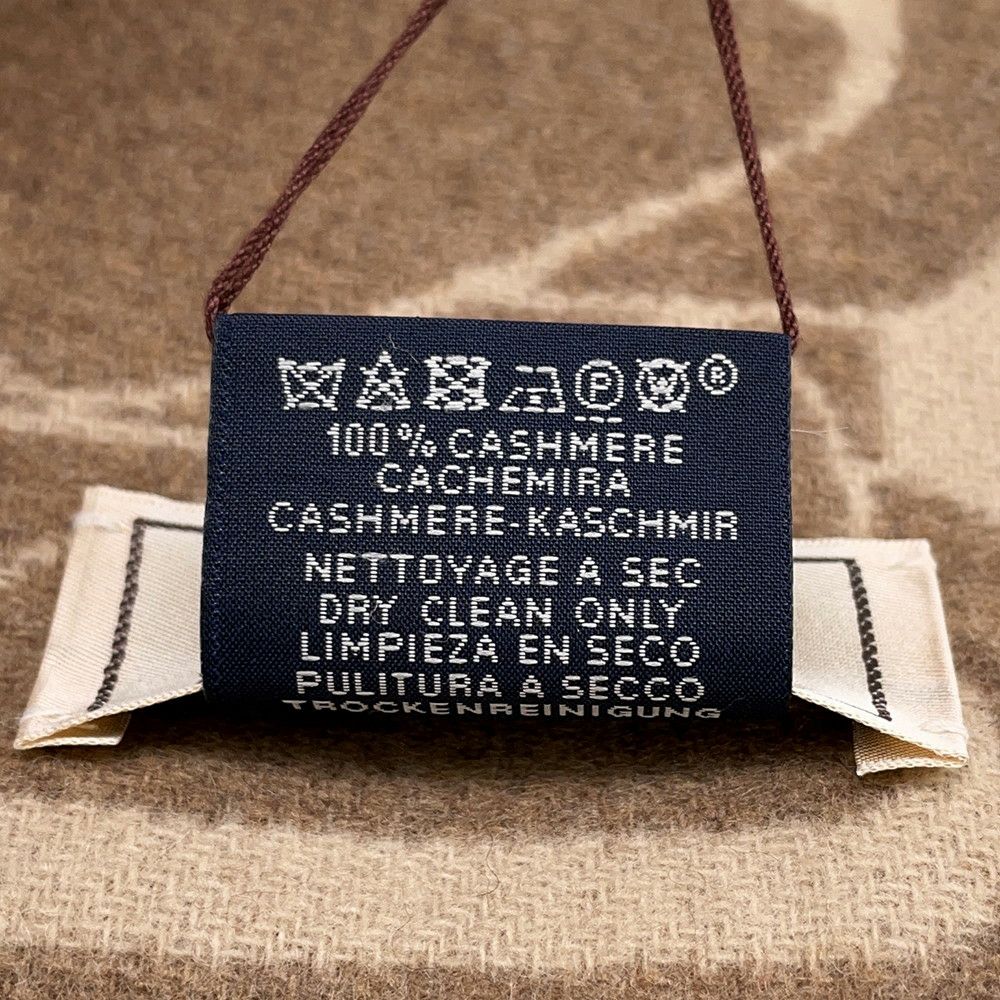 P W ®
100% CASHMERE
CACHEMIRA
CASHMERE-KASCHMIR
NETTOYAGE A SEC
DRY CLEAN ONLY
LIMPIEZA EN SECO
PULITURA A SECCO
TROCKENREINIGUNG